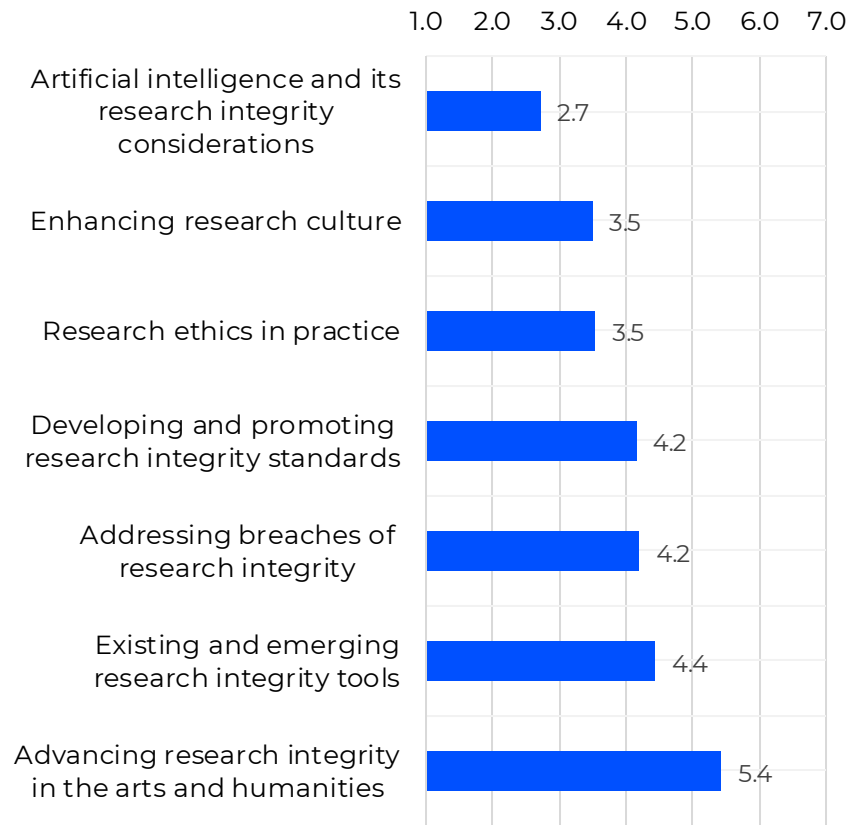 1.0 2.0 3.0 4.0 5.0 6.0 7.0
Artificial intelligence and its
research integrity
considerations
2.7
Enhancing research culture
3.5
Research ethics in practice
3.5
Developing and promoting
research integrity standards
4.2
Addressing breaches of
research integrity
4.2
Existing and emerging
research integrity tools
4.4
Advancing research integrity
in the arts and humanities
5.4